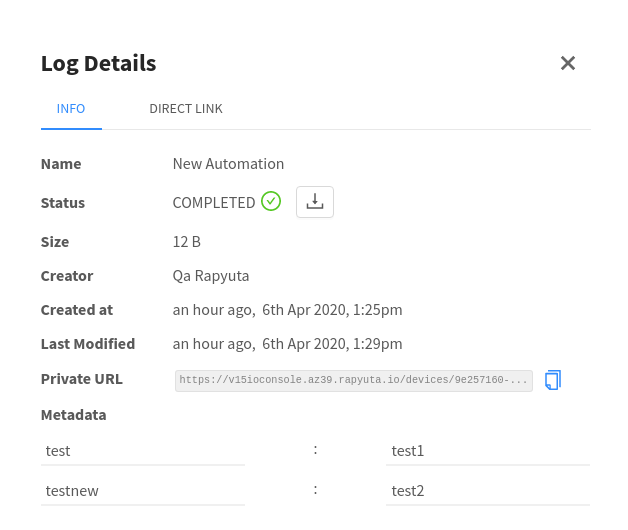 Log Details
INFO DIRECT LINK
Name New Automation
Status COMPLETED
Size 12 B
Creator Qa Rapyuta
Created at an hour ago, 6th Apr 2020, 1:25pm
Last Modified an hour ago, 6th Apr 2020, 1:29pm
Private URL https://v15ioconsole.az39.rapyuta.io/devices/9e257160-...
Metadata
test : test1
testnew : test2